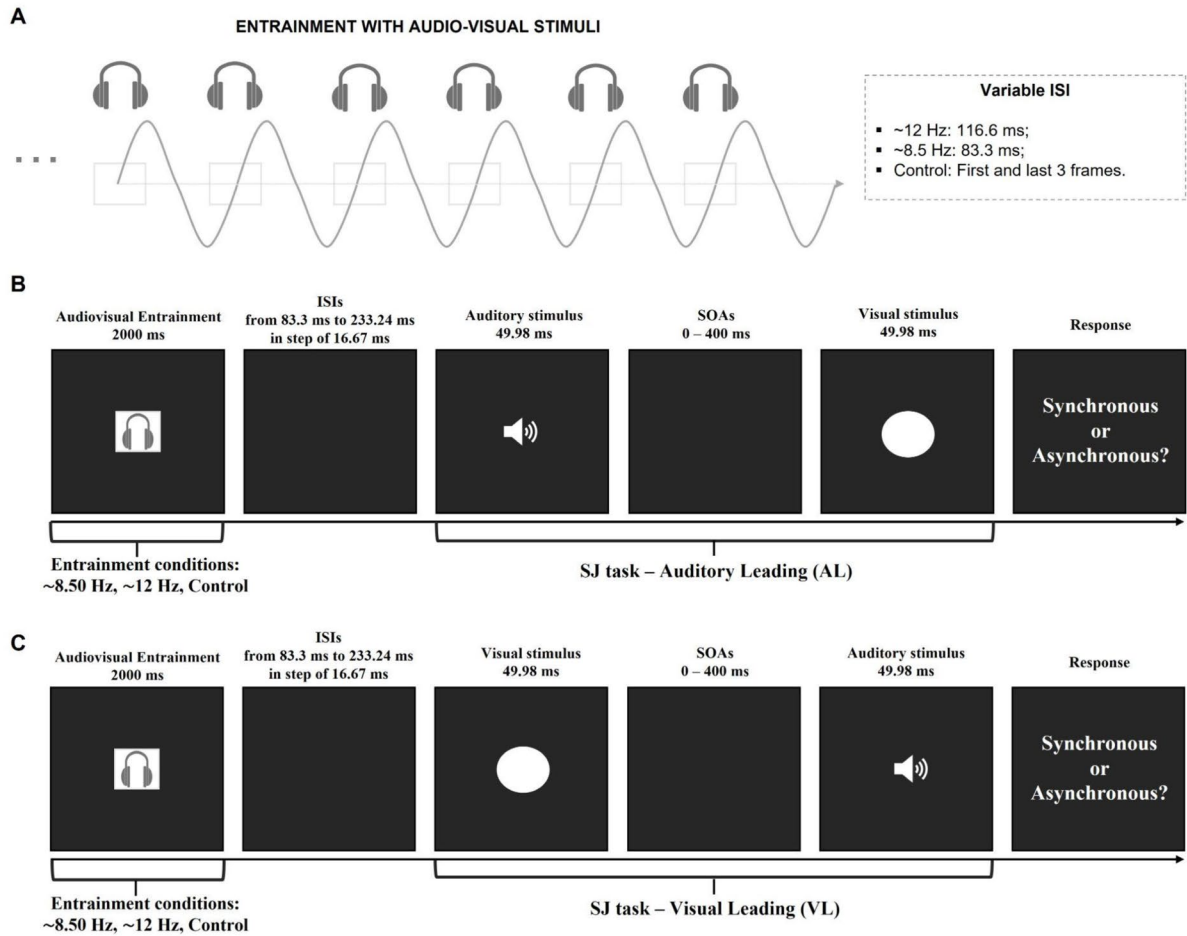 A
ENTRAINMENT WITH AUDIO-VISUAL STIMULI
Variable ISI
▪ ~12 Hz: 116.6 ms;
▪ ~8.5 Hz: 83.3 ms;
▪ Control: First and last 3 frames.
B
Audiovisual Entrainment
2000 ms
ISIs
from 83.3 ms to 233.24 ms
in step of 16.67 ms
Auditory stimulus
49.98 ms
SOAs
0 – 400 ms
Visual stimulus
49.98 ms
Response
Synchronous
or
Asynchronous?
Entrainment conditions:
~8.50 Hz, ~12 Hz, Control
SJ task – Auditory Leading (AL)
C
Audiovisual Entrainment
2000 ms
ISIs
from 83.3 ms to 233.24 ms
in step of 16.67 ms
Visual stimulus
49.98 ms
SOAs
0 – 400 ms
Auditory stimulus
49.98 ms
Response
Synchronous
or
Asynchronous?
Entrainment conditions:
~8.50 Hz, ~12 Hz, Control
SJ task – Visual Leading (VL)